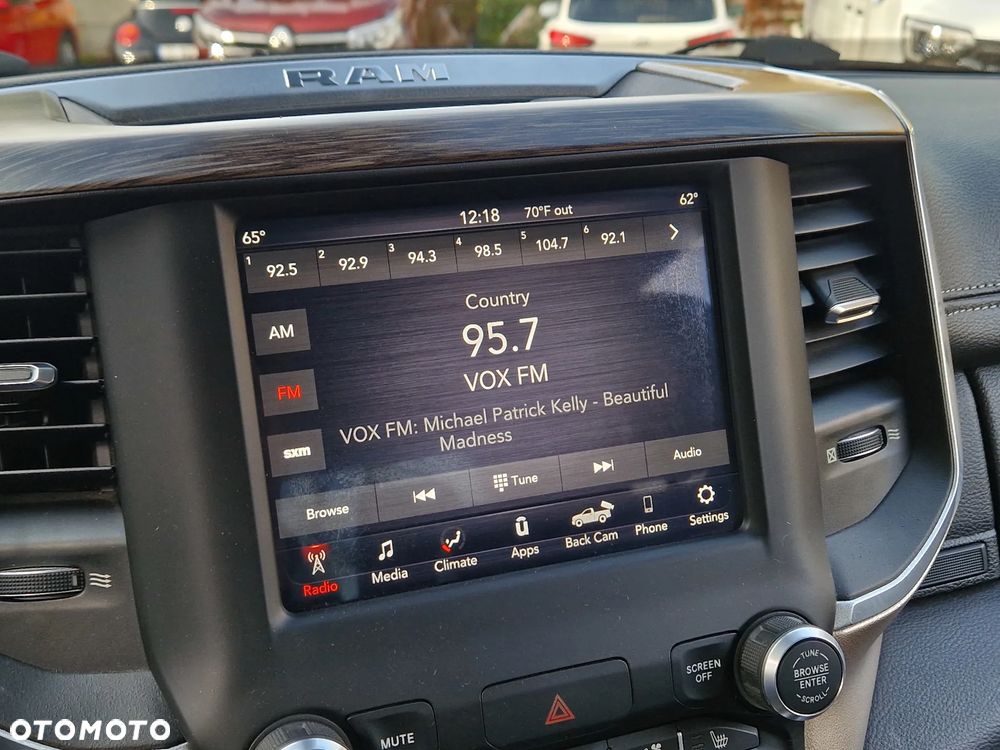 RAM
12:18 70°F out
65° 62°
1 92.5 2 92.9 3 94.3 4 98.5 5 104.7 6 92.1
Country
95.7
VOX FM
VOX FM: Michael Patrick Kelly - Beautiful
Madness
AM
FM
sxm
Browse Tune Audio
Radio Media Climate Apps Back Cam Phone Settings
SCREEN
OFF
TUNE
BROWSE
ENTER
SCROLL
MUTE
OTOMOTO